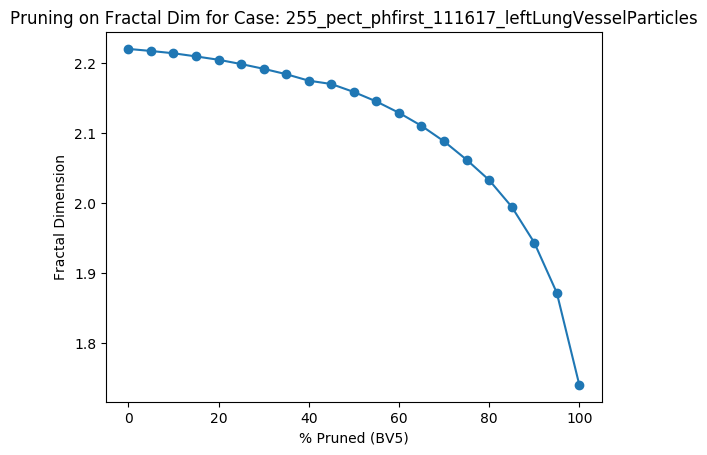 Pruning on Fractal Dim for Case: 255_pect_phfirst_111617_leftLungVesselParticles
Fractal Dimension
2.2
2.1
2.0
1.9
1.8
0 20 40 60 80 100
% Pruned (BV5)